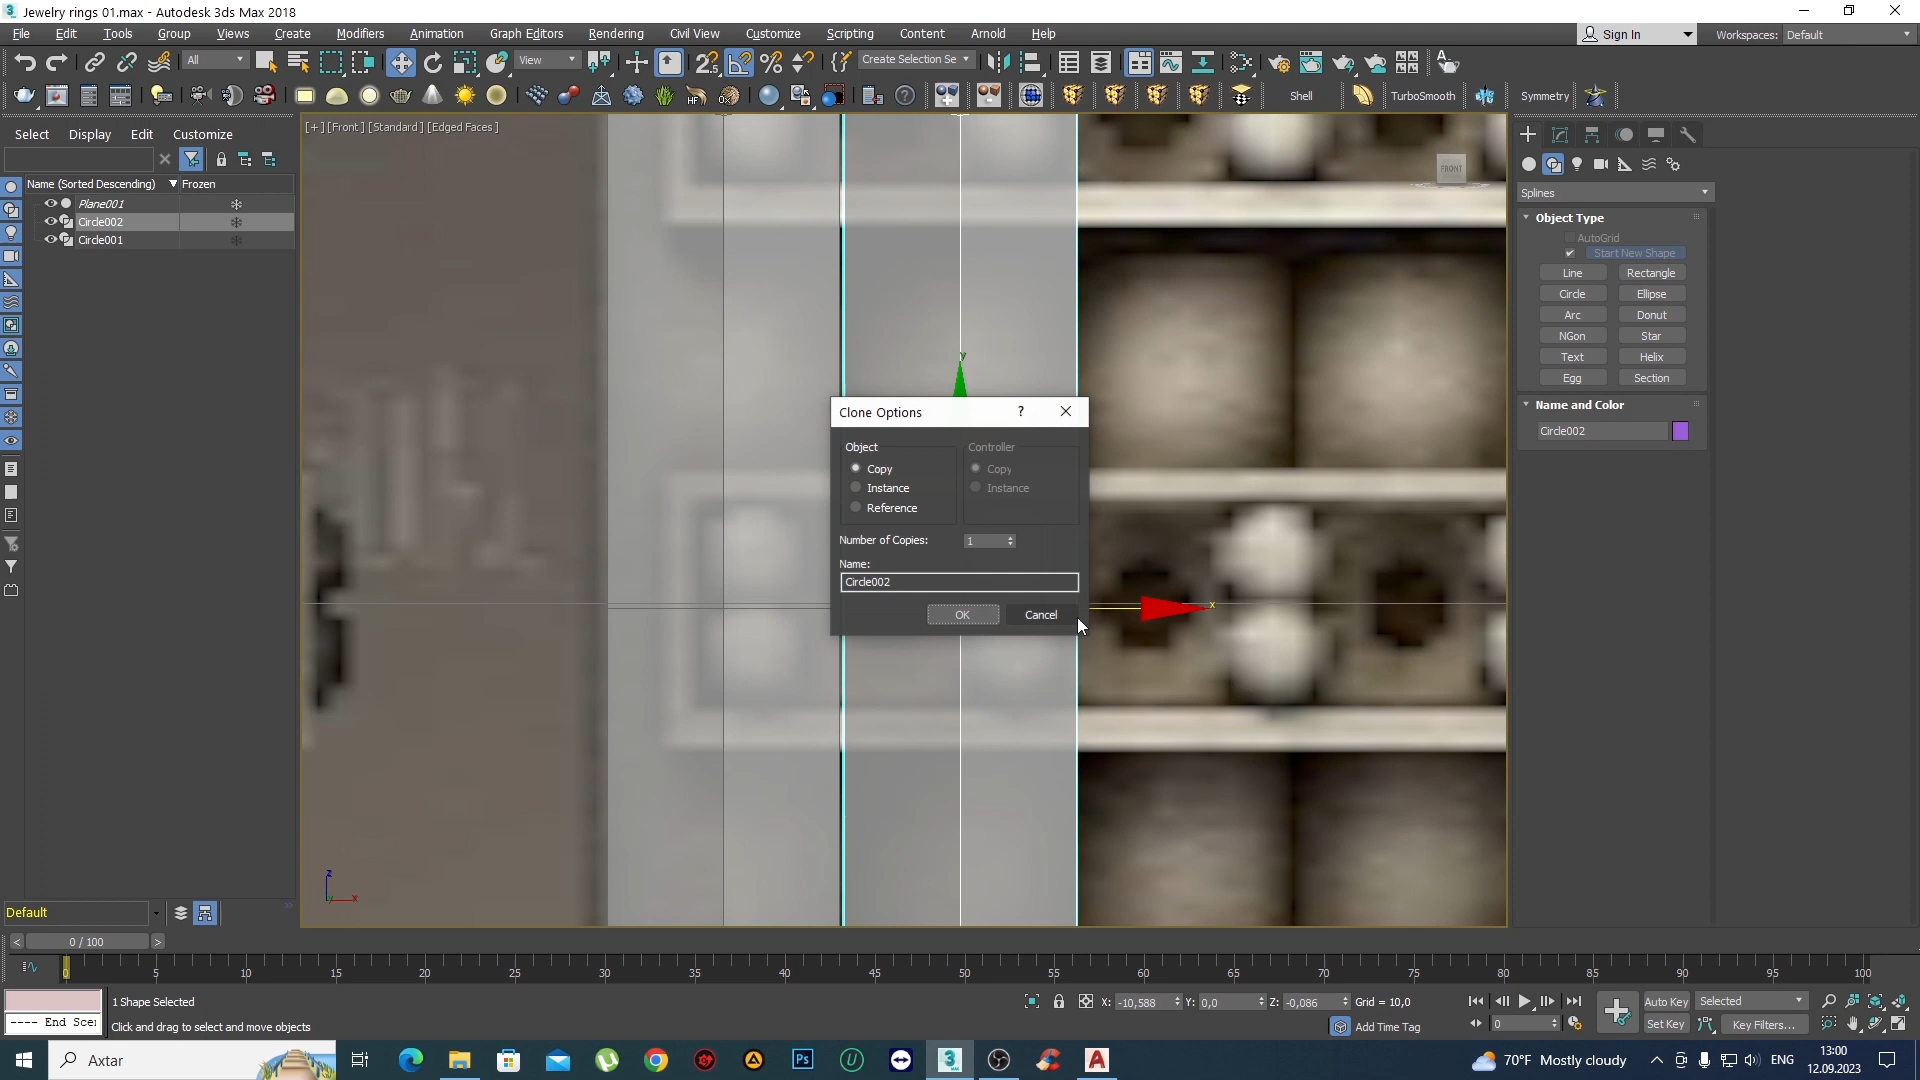 Jewelry rings 01.max - Autodesk 3ds Max 2018
File Edit Tools Group Views Create Modifiers Animation Graph Editors Rendering Civil View Customize Scripting Content Arnold Help
Sign In Workspaces: Default
All View Create Selection Se
Shell TurboSmooth Symmetry
Select Display Edit Customize
[+] [Front] [Standard] [Edged Faces]
Name (Sorted Descending) Frozen
Plane001
Circle002
Circle001
FRONT
Splines
Object Type
AutoGrid
Start New Shape
Line Rectangle
Circle Ellipse
Arc Donut
NGon Star
Text Helix
Egg Section
Name and Color
Circle002
y
x
Clone Options
Object Controller
Copy Copy
Instance Instance
Reference
Number of Copies: 1
Name:
Circle002
OK Cancel
z
y x
Default
0 / 100
0 5 10 15 20 25 30 35 40 45 50 55 60 65 70 75 80 85 90 95 100
1 Shape Selected
X: -10,588 Y: 0,0 Z: -0,086 Grid = 10,0
Auto Key Selected
---- End Sce
Click and drag to select and move objects
Add Time Tag
0
Set Key Key Filters...
Axtar
70°F Mostly cloudy
ENG
13:00
12.09.2023